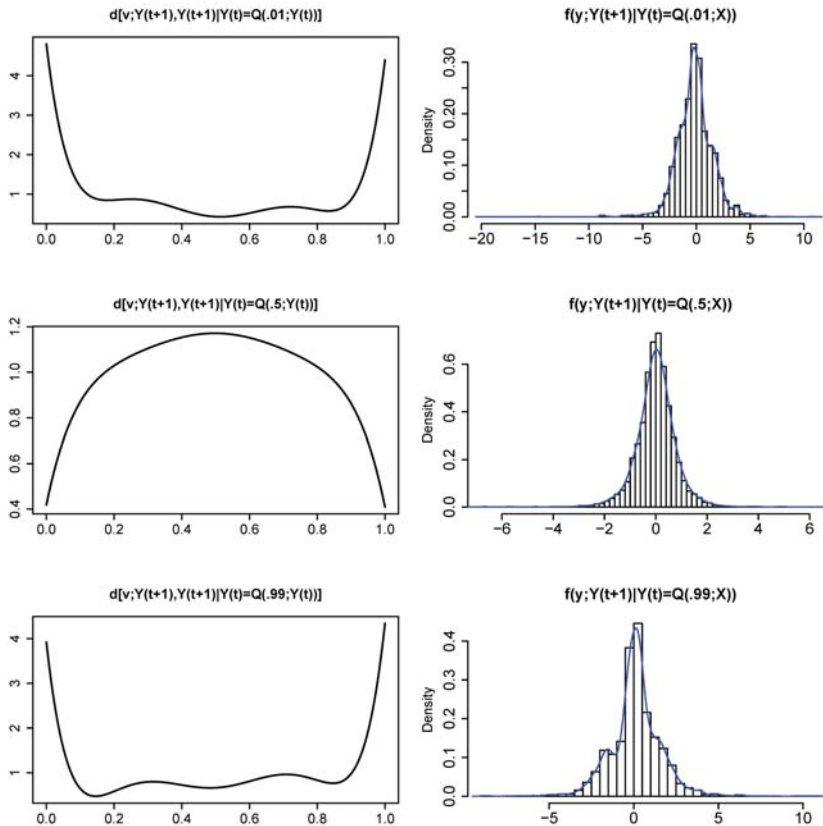 d[v;Y(t+1),Y(t+1)|Y(t)=Q(.01;Y(t))]
4
3
2
1
0.0 0.2 0.4 0.6 0.8 1.0
f(y;Y(t+1)|Y(t)=Q(.01;X))
Density
0.30
0.20
0.10
0.00
−20 −15 −10 −5 0 5 10
d[v;Y(t+1),Y(t+1)|Y(t)=Q(.5;Y(t))]
1.2
1.0
0.8
0.6
0.4
0.0 0.2 0.4 0.6 0.8 1.0
f(y;Y(t+1)|Y(t)=Q(.5;X))
Density
0.6
0.4
0.2
0.0
−6 −4 −2 0 2 4 6
d[v;Y(t+1),Y(t+1)|Y(t)=Q(.99;Y(t))]
4
3
2
1
0.0 0.2 0.4 0.6 0.8 1.0
f(y;Y(t+1)|Y(t)=Q(.99;X))
Density
0.4
0.3
0.2
0.1
0.0
−5 0 5 10